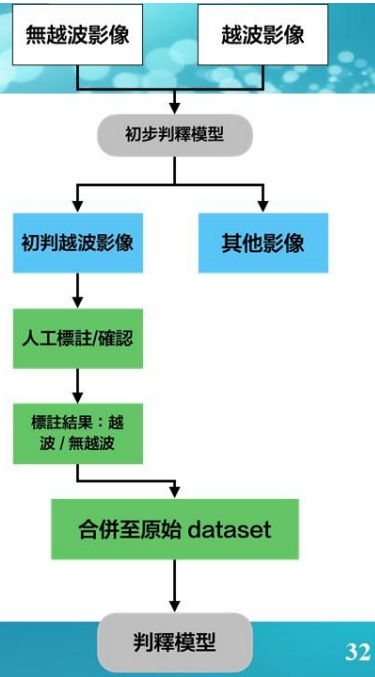 無越波影像
越波影像
初步判釋模型
初判越波影像
其他影像
人工標註/確認
標註結果：越
波 / 無越波
合併至原始 dataset
判釋模型
32